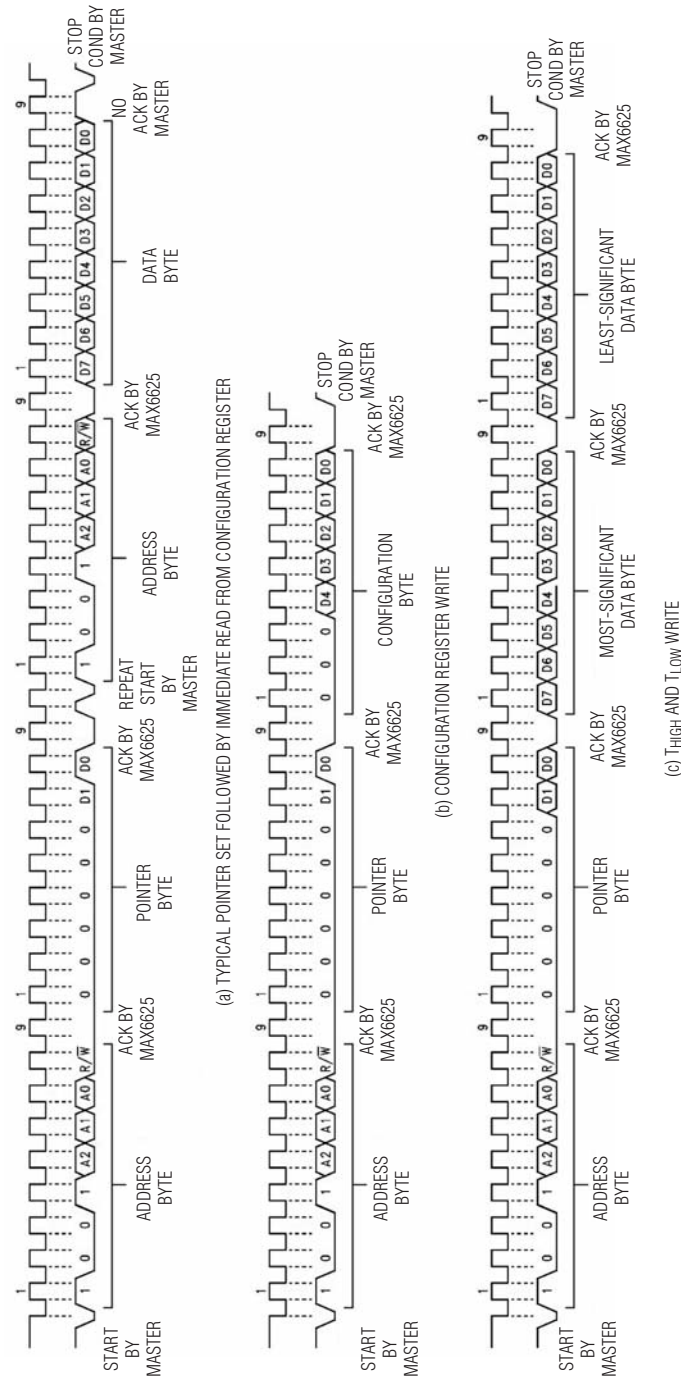 1 9 1 9 1 9 1 9
1 0 0 1 A2 A1 A0 R/W̅ 0 0 0 0 0 0 D1 D0 1 0 0 1 A2 A1 A0 R/W̅ D7 D6 D5 D4 D3 D2 D1 D0
START
BY
MASTER
ADDRESS
BYTE
ACK BY
MAX6625
POINTER
BYTE
ACK BY
MAX6625
REPEAT
START
BY
MASTER
ADDRESS
BYTE
ACK BY
MAX6625
DATA
BYTE
NO
ACK BY
MASTER
STOP
COND BY
MASTER
(a) TYPICAL POINTER SET FOLLOWED BY IMMEDIATE READ FROM CONFIGURATION REGISTER
1 9 1 9 1 9
1 0 0 1 A2 A1 A0 R/W̅ 0 0 0 0 0 0 D1 D0 0 0 0 D4 D3 D2 D1 D0
START
BY
MASTER
ADDRESS
BYTE
ACK BY
MAX6625
POINTER
BYTE
ACK BY
MAX6625
CONFIGURATION
BYTE
ACK BY
MAX6625
STOP
COND BY
MASTER
(b) CONFIGURATION REGISTER WRITE
1 9 1 9 1 9 1 9
1 0 0 1 A2 A1 A0 R/W̅ 0 0 0 0 0 0 D1 D0 D7 D6 D5 D4 D3 D2 D1 D0 D7 D6 D5 D4 D3 D2 D1 D0
START
BY
MASTER
ADDRESS
BYTE
ACK BY
MAX6625
POINTER
BYTE
ACK BY
MAX6625
MOST-SIGNIFICANT
DATA BYTE
ACK BY
MAX6625
LEAST-SIGNIFICANT
DATA BYTE
ACK BY
MAX6625
STOP
COND BY
MASTER
(c) THIGH AND TLOW WRITE